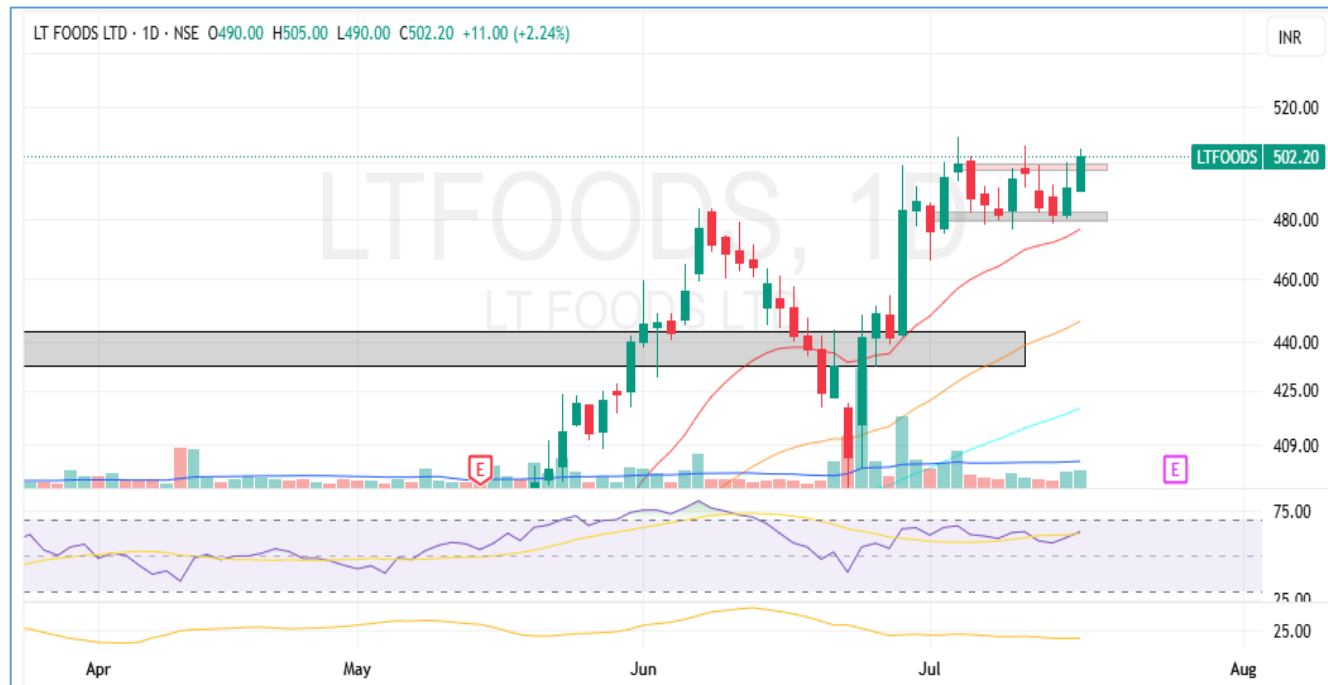 LT FOODS LTD · 1D · NSE O490.00 H505.00 L490.00 C502.20 +11.00 (+2.24%)
INR
520.00
LTFOODS, 1D
LT FOODS LTD
LTFOODS 502.20
480.00
460.00
440.00
425.00
409.00
E
E
75.00
25.00
25.00
Apr May Jun Jul Aug